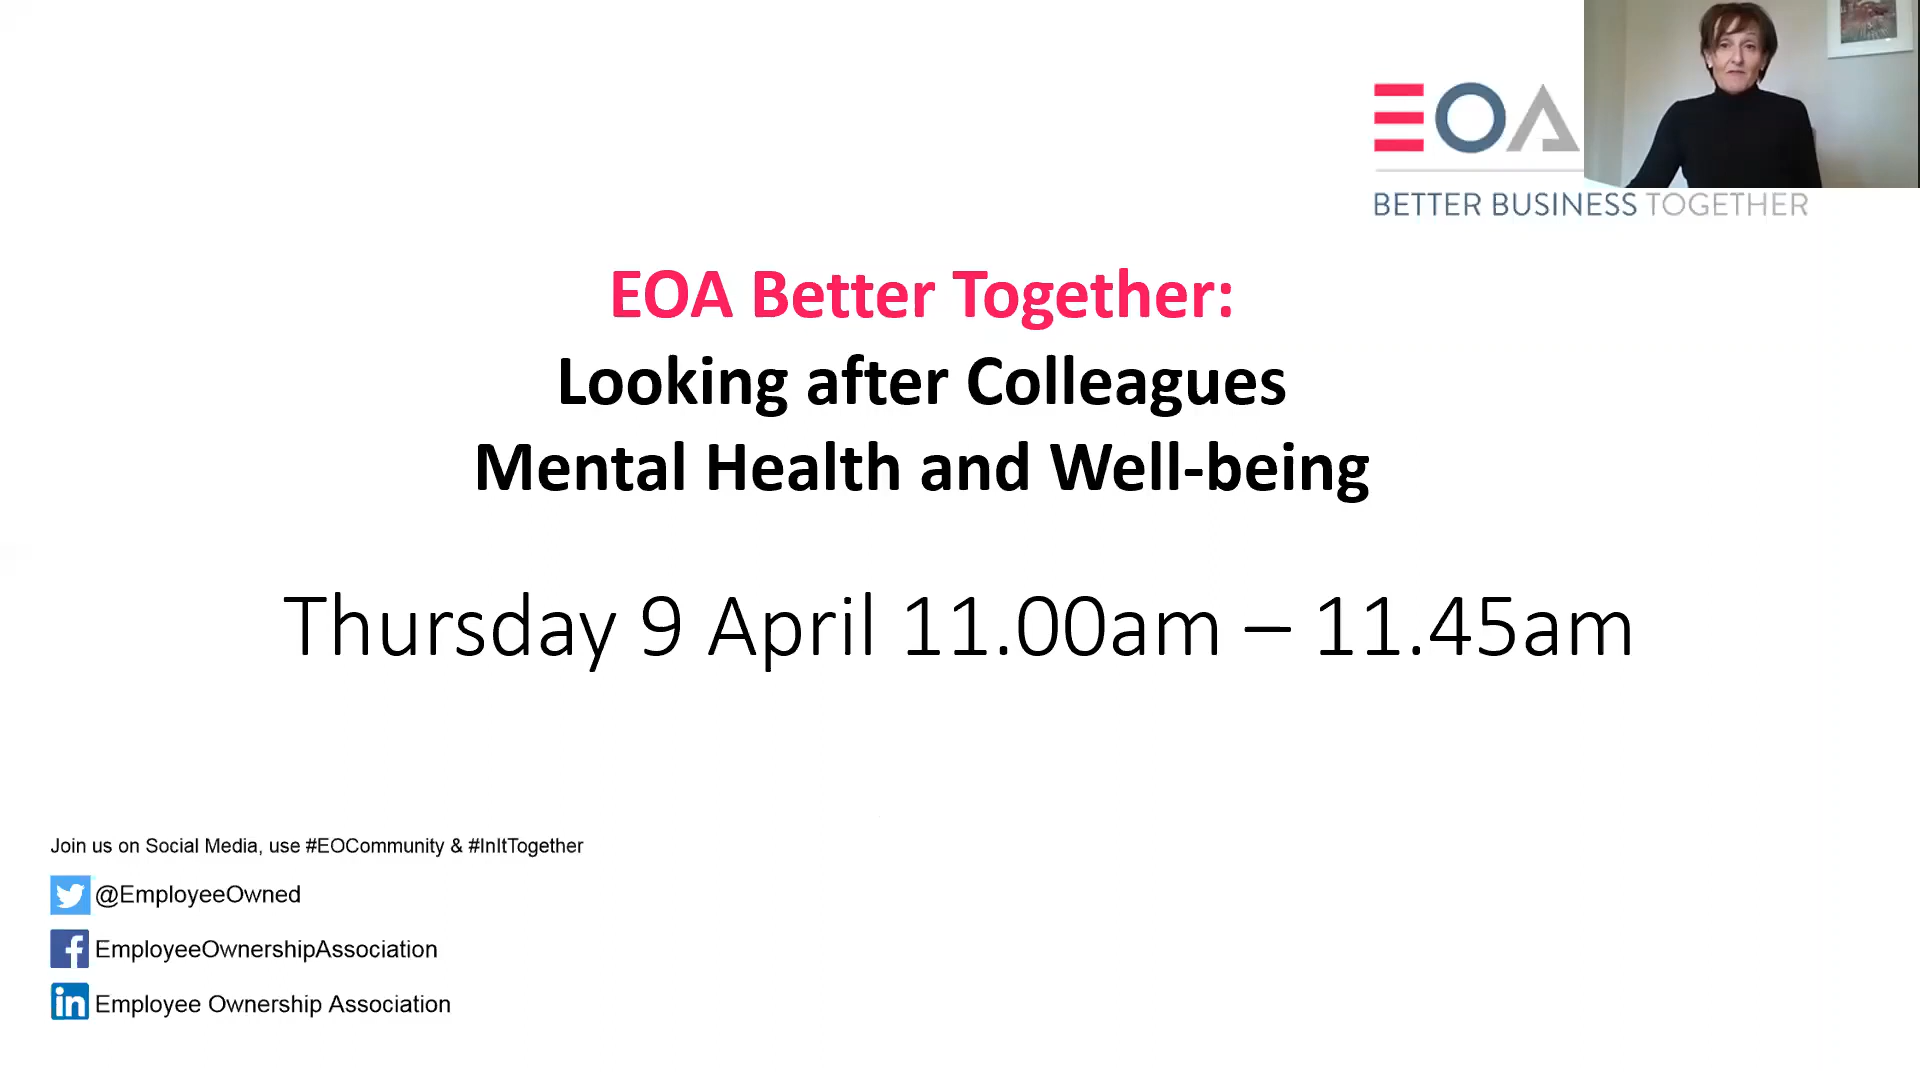 EOA
BETTER BUSINESS TOGETHER
EOA Better Together:
Looking after Colleagues
Mental Health and Well-being
Thursday 9 April 11.00am – 11.45am
Join us on Social Media, use #EOCommunity & #InItTogether
@EmployeeOwned
EmployeeOwnershipAssociation
in Employee Ownership Association